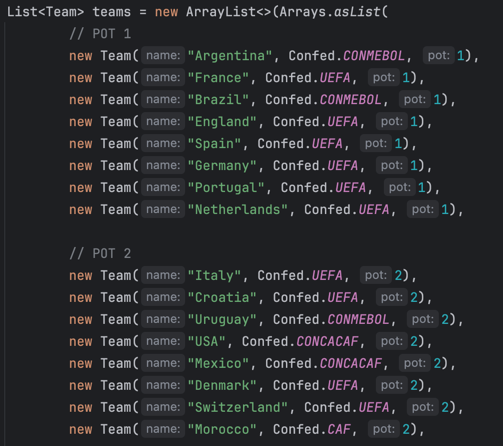 List<Team> teams = new ArrayList<>(Arrays.asList(
// POT 1
new Team( name: "Argentina", Confed.CONMEBOL, pot: 1),
new Team( name: "France", Confed.UEFA, pot: 1),
new Team( name: "Brazil", Confed.CONMEBOL, pot: 1),
new Team( name: "England", Confed.UEFA, pot: 1),
new Team( name: "Spain", Confed.UEFA, pot: 1),
new Team( name: "Germany", Confed.UEFA, pot: 1),
new Team( name: "Portugal", Confed.UEFA, pot: 1),
new Team( name: "Netherlands", Confed.UEFA, pot: 1),
// POT 2
new Team( name: "Italy", Confed.UEFA, pot: 2),
new Team( name: "Croatia", Confed.UEFA, pot: 2),
new Team( name: "Uruguay", Confed.CONMEBOL, pot: 2),
new Team( name: "USA", Confed.CONCACAF, pot: 2),
new Team( name: "Mexico", Confed.CONCACAF, pot: 2),
new Team( name: "Denmark", Confed.UEFA, pot: 2),
new Team( name: "Switzerland", Confed.UEFA, pot: 2),
new Team( name: "Morocco", Confed.CAF, pot: 2),